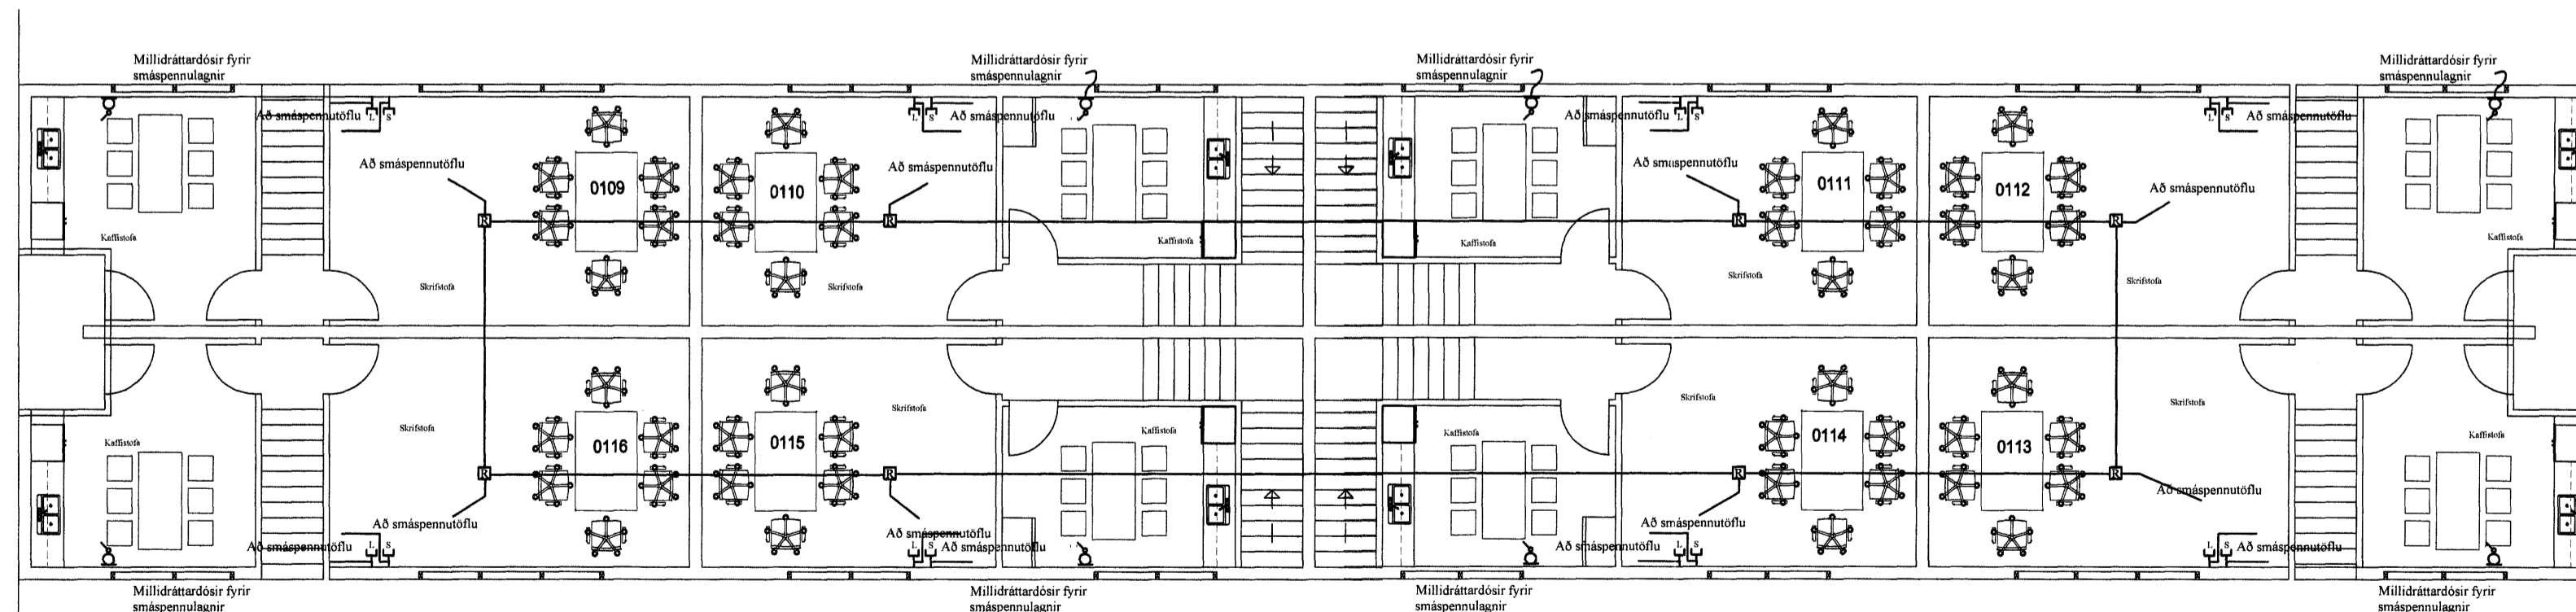 Millidráttardósir fyrir
smáspennulagnir
Millidráttardósir fyrir
smáspennulagnir
Millidráttardósir fyrir
smáspennulagnir
Millidráttardósir fyrir
smáspennulagnir
Að smáspennutöflu
L S
L S
Að smáspennutöflu
Að smáspennutöflu
L S
L S
Að smáspennutöflu
Að smáspennutöflu
0109
0110
Að smáspennutöflu
Að smáspennutöflu
0111
0112
Að smáspennutöflu
R
R
R
R
Kaffistofa
Kaffistofa
Kaffistofa
Kaffistofa
Skrifstofa
Skrifstofa
Skrifstofa
Skrifstofa
Skrifstofa
Skrifstofa
Skrifstofa
Skrifstofa
Kaffistofa
Kaffistofa
Kaffistofa
Kaffistofa
0116
0115
0114
0113
R
R
R
R
Að smáspennutöflu
Að smáspennutöflu
Að smáspennutöflu
Að smáspennutöflu
Að smáspennutöflu
L S
L S
Að smáspennutöflu
Að smáspennutöflu
L S
L S
Að smáspennutöflu
Millidráttardósir fyrir
smáspennulagnir
Millidráttardósir fyrir
smáspennulagnir
Millidráttardósir fyrir
smáspennulagnir
Millidráttardósir fyrir
smáspennulagnir